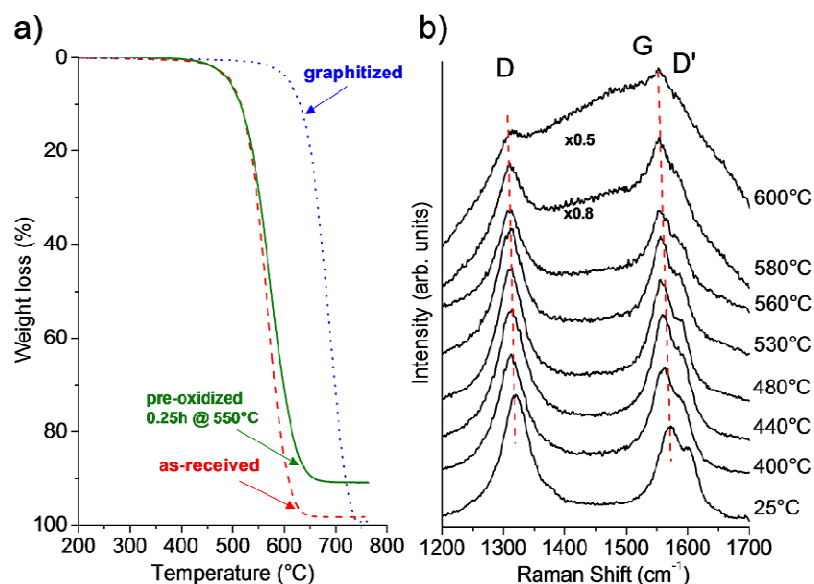 a)
0
20
40
60
80
100
Weight loss (%)
200 300 400 500 600 700 800
Temperature (°C)
graphitized
pre-oxidized
0.25h @ 550°C
as-received
b)
D
G
D'
x0.5
x0.8
600°C
580°C
560°C
530°C
480°C
440°C
400°C
25°C
Intensity (arb. units)
1200 1300 1400 1500 1600 1700
Raman Shift (cm⁻¹)